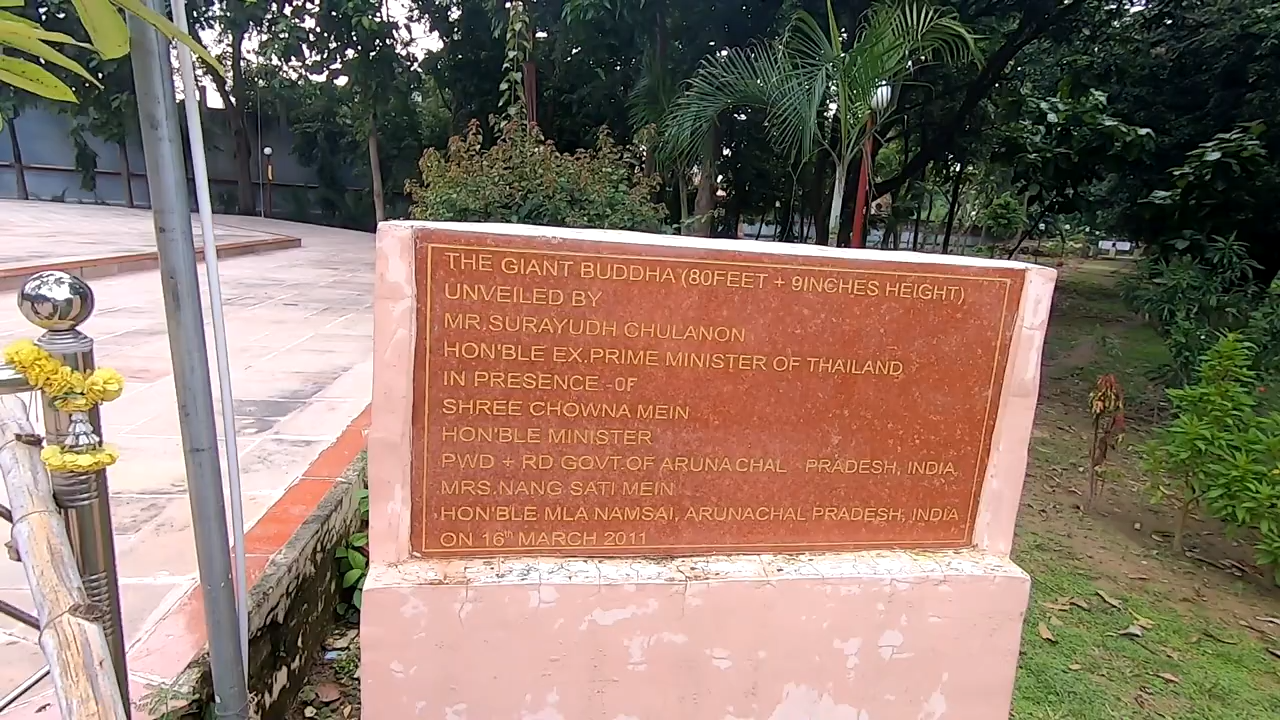 THE GIANT BUDDHA (80FEET + 9INCHES HEIGHT)
UNVEILED BY
MR.SURAYUDH CHULANON
HON'BLE EX.PRIME MINISTER OF THAILAND
IN PRESENCE -OF
SHREE CHOWNA MEIN
HON'BLE MINISTER
PWD + RD GOVT.OF ARUNACHAL PRADESH, INDIA,
MRS.NANG SATI MEIN
HON'BLE MLA NAMSAI, ARUNACHAL PRADESH, INDIA
ON 16th MARCH 2011